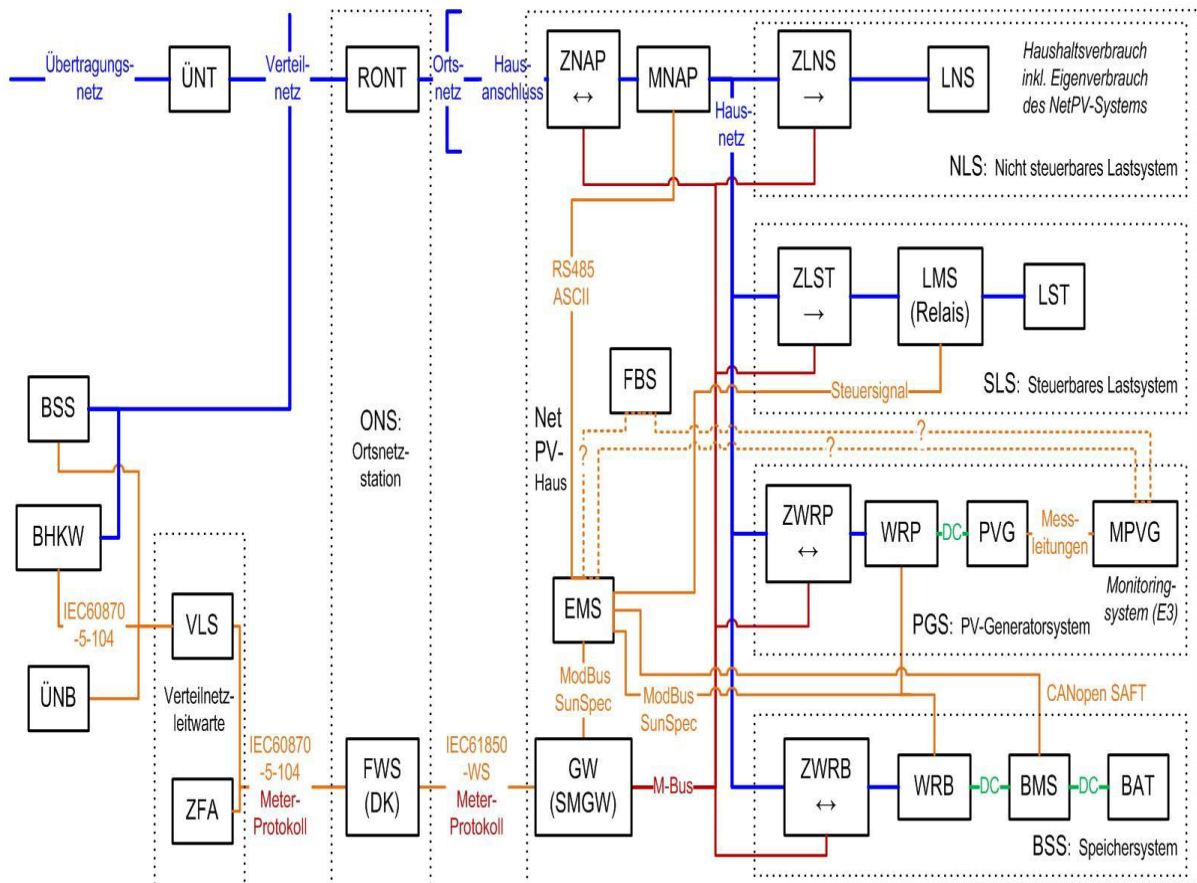 Übertragungs-
netz
ÜNT
Verteil-
netz
RONT
Orts-
netz
Haus-
anschluss
ZNAP
↔
MNAP
Haus-
netz
ZLNS
→
LNS
Haushaltsverbrauch
inkl. Eigenverbrauch
des NetPV-Systems
NLS: Nicht steuerbares Lastsystem
RS485
ASCII
ZLST
→
LMS
(Relais)
LST
Steuersignal
SLS: Steuerbares Lastsystem
FBS
BSS
ONS:
Ortsnetz-
station
Net
PV-
Haus
?
?
?
BHKW
ZWRP
↔
WRP
DC
PVG
Mess-
leitungen
MPVG
Monitoring-
system (E3)
PGS: PV-Generatorsystem
IEC60870
-5-104
VLS
EMS
ÜNB
Verteilnetz-
leitwarte
ModBus
SunSpec
ModBus
SunSpec
CANopen SAFT
ZFA
IEC60870
-5-104
Meter-
Protokoll
FWS
(DK)
IEC61850
-WS
Meter-
Protokoll
GW
(SMGW)
M-Bus
ZWRB
↔
WRB
DC
BMS
DC
BAT
BSS: Speichersystem